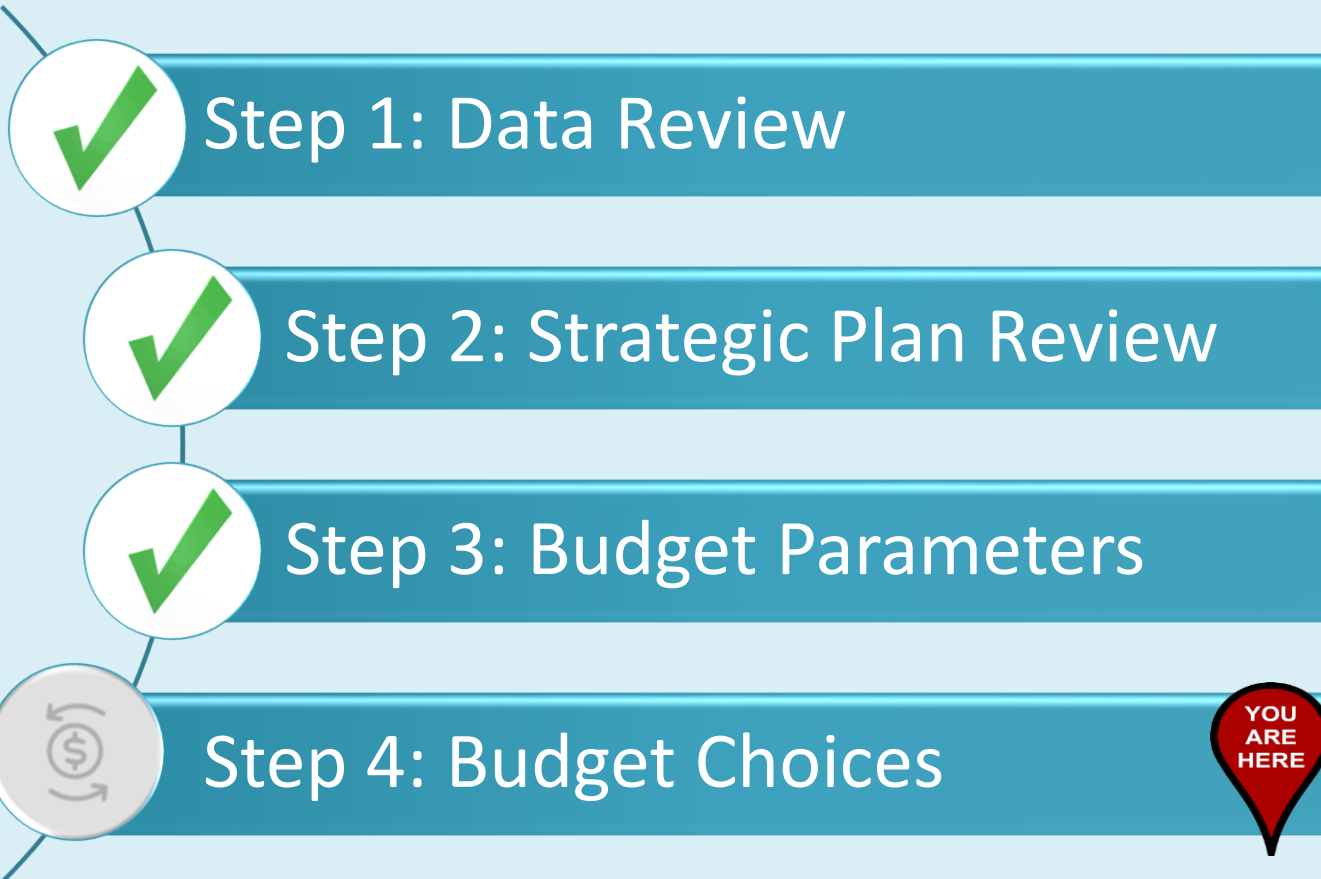 Step 1: Data Review
Step 2: Strategic Plan Review
Step 3: Budget Parameters
$
Step 4: Budget Choices
YOU
ARE
HERE